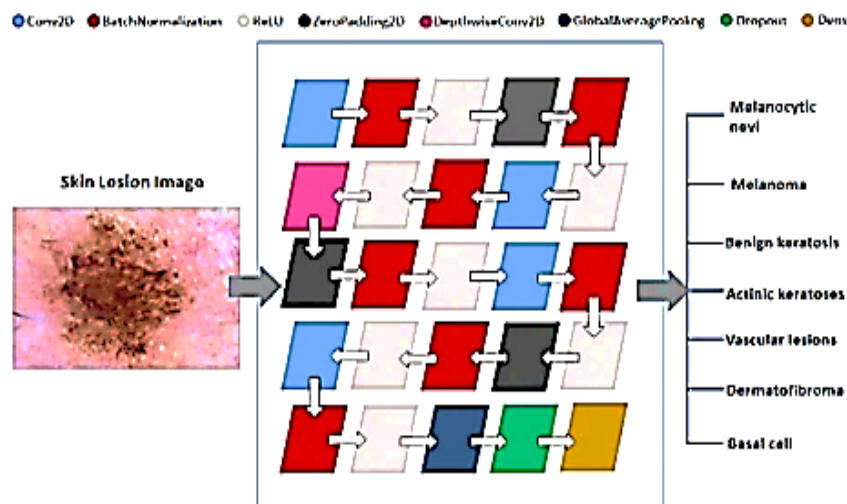 Conv2D BatchNormalization ReLU ZeroPadding2D DepthwiseConv2D GlobalAveragePooling Dropout Dens
Skin Lesion Image
Melanocytic
nevi
Melanoma
Benign keratosis
Actinic keratoses
Vascular lesions
Dermatofibroma
Basal cell